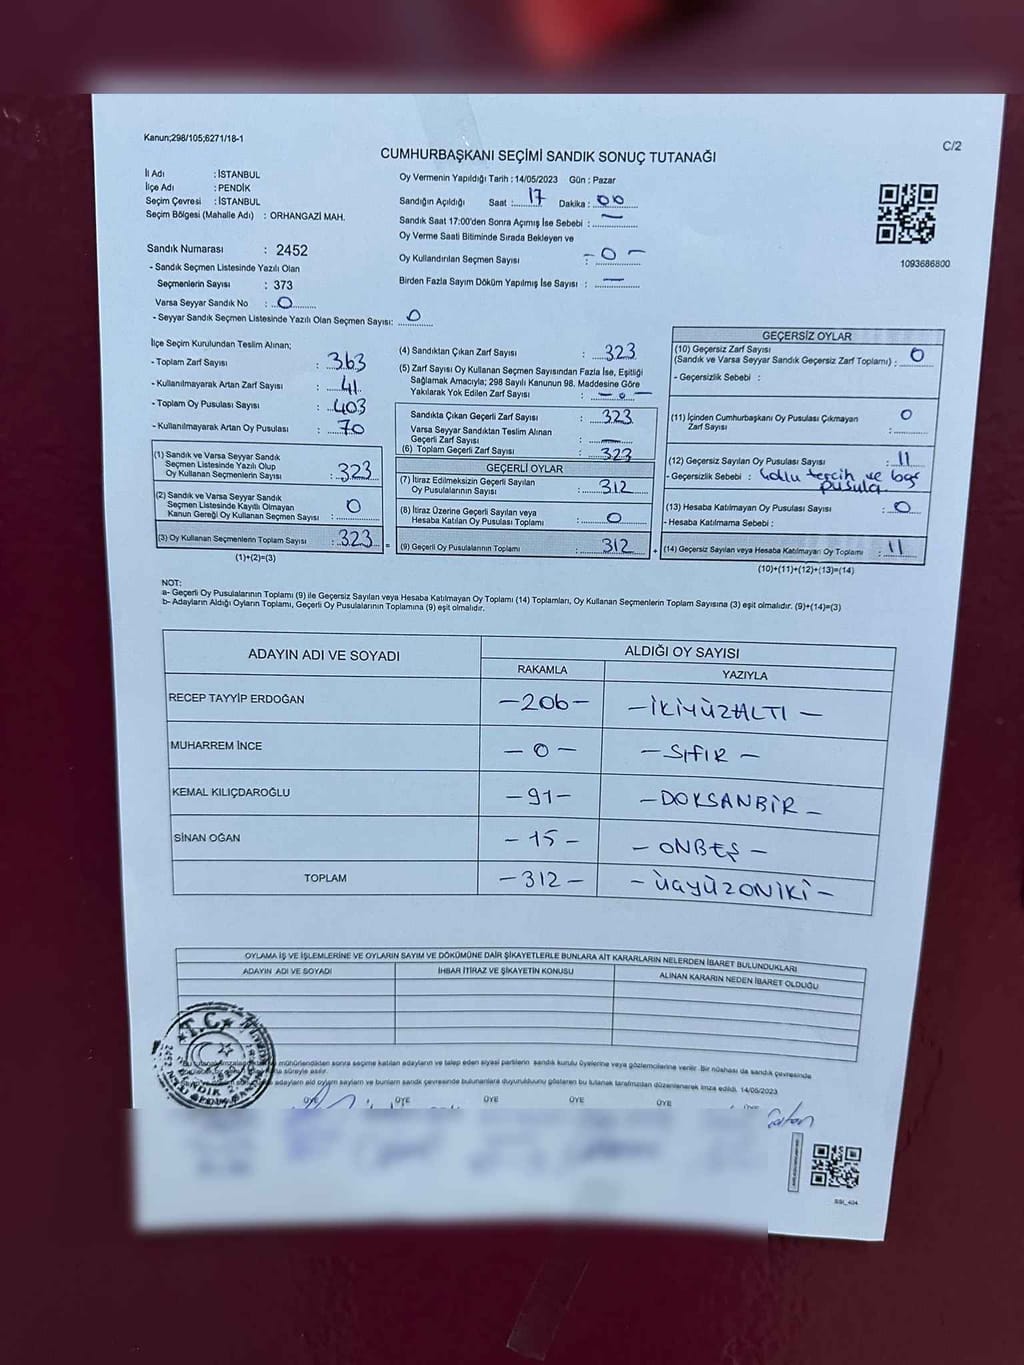 Kanun;298/105;6271/18-1
C/2
CUMHURBAŞKANI SEÇİMİ SANDIK SONUÇ TUTANAĞI
İl Adı : İSTANBUL
İlçe Adı : PENDİK
Seçim Çevresi : İSTANBUL
Seçim Bölgesi (Mahalle Adı) : ORHANGAZİ MAH.
Sandık Numarası : 2452
- Sandık Seçmen Listesinde Yazılı Olan
Seçmenlerin Sayısı : 373
Varsa Seyyar Sandık No : 0
- Seyyar Sandık Seçmen Listesinde Yazılı Olan Seçmen Sayısı: 0
Oy Vermenin Yapıldığı Tarih : 14/05/2023 Gün : Pazar
Sandığın Açıldığı Saat : 17 Dakika : 00
Sandık Saat 17:00'den Sonra Açımış İse Sebebi : —
Oy Verme Saati Bitiminde Sırada Bekleyen ve
Oy Kullandırılan Seçmen Sayısı : - 0 -
Birden Fazla Sayım Döküm Yapılmış İse Sayısı : —
1093686800
İlçe Seçim Kurulundan Teslim Alınan;
- Toplam Zarf Sayısı : 363
- Kullanılmayarak Artan Zarf Sayısı : 41
- Toplam Oy Pusulası Sayısı : 403
- Kullanılmayarak Artan Oy Pusulası : 70
(1) Sandık ve Varsa Seyyar Sandık
Seçmen Listesinde Yazılı Olup
Oy Kullanan Seçmenlerin Sayısı : 323
(2) Sandık ve Varsa Seyyar Sandık
Seçmen Listesinde Kayıtlı Olmayan
Kanun Gereği Oy Kullanan Seçmen Sayısı : 0
(3) Oy Kullanan Seçmenlerin Toplam Sayısı : 323
(1)+(2)=(3)
(4) Sandıktan Çıkan Zarf Sayısı : 323
(5) Zarf Sayısı Oy Kullanan Seçmen Sayısından Fazla İse, Eşitliği
Sağlamak Amacıyla; 298 Sayılı Kanunun 98. Maddesine Göre
Yakılarak Yok Edilen Zarf Sayısı : - 0 -
Sandıkta Çıkan Geçerli Zarf Sayısı : 323
Varsa Seyyar Sandıktan Teslim Alınan
Geçerli Zarf Sayısı : —
(6) Toplam Geçerli Zarf Sayısı : 323
GEÇERLİ OYLAR
(7) İtiraz Edilmeksizin Geçerli Sayılan
Oy Pusulalarının Sayısı : 312
(8) İtiraz Üzerine Geçerli Sayılan veya
Hesaba Katılan Oy Pusulası Toplamı : 0
(9) Geçerli Oy Pusulalarının Toplamı : 312
GEÇERSİZ OYLAR
(10) Geçersiz Zarf Sayısı
(Sandık ve Varsa Seyyar Sandık Geçersiz Zarf Toplamı) : 0
- Geçersizlik Sebebi :
(11) İçinden Cumhurbaşkanı Oy Pusulası Çıkmayan
Zarf Sayısı : 0
(12) Geçersiz Sayılan Oy Pusulası Sayısı : 11
- Geçersizlik Sebebi : Çoklu tercih ve boş
pusula
(13) Hesaba Katılmayan Oy Pusulası Sayısı : 0
- Hesaba Katılmama Sebebi :
(14) Geçersiz Sayılan veya Hesaba Katılmayan Oy Toplamı : 11
(10)+(11)+(12)+(13)=(14)
NOT:
a- Geçerli Oy Pusulalarının Toplamı (9) ile Geçersiz Sayılan veya Hesaba Katılmayan Oy Toplamı (14) Toplamları, Oy Kullanan Seçmenlerin Toplam Sayısına (3) eşit olmalıdır. (9)+(14)=(3)
b- Adayların Aldığı Oyların Toplamı, Geçerli Oy Pusulalarının Toplamına (9) eşit olmalıdır.
ADAYIN ADI VE SOYADI ALDIĞI OY SAYISI
RAKAMLA YAZIYLA
RECEP TAYYİP ERDOĞAN -206- -İKİYÜZALTI-
MUHARREM İNCE -0- -SIFIR-
KEMAL KILIÇDAROĞLU -91- -DOKSANBİR-
SİNAN OĞAN -15- -ONBEŞ-
TOPLAM -312- -ÜÇYÜZONİKİ-
OYLAMA İŞ VE İŞLEMLERİNE VE OYLARIN SAYIM VE DÖKÜMÜNE DAİR ŞİKAYETLERLE BUNLARA AİT KARARLARIN NELERDEN İBARET BULUNDUKLARI
ADAYIN ADI VE SOYADI İHBAR İTİRAZ VE ŞİKAYETİN KONUSU ALINAN KARARIN NEDEN İBARET OLDUĞU
T.C.
PENDİK
mühürlendikten sonra seçime katılan adayların ve talep eden siyasi partilerin sandık kurulu üyelerine veya gözlemcilerine verilir. Bir nüshası da sandık çevresinde
süreyle asılır.
adayların ald oyların sayların ve bunların sandık çevresinde bulunanlara duyurulduunu gösteren bu tutanak tarafımızdan düzenlenerek imza edildi. 14/05/2023
ÜYE ÜYE ÜYE ÜYE ÜYE ÜYE